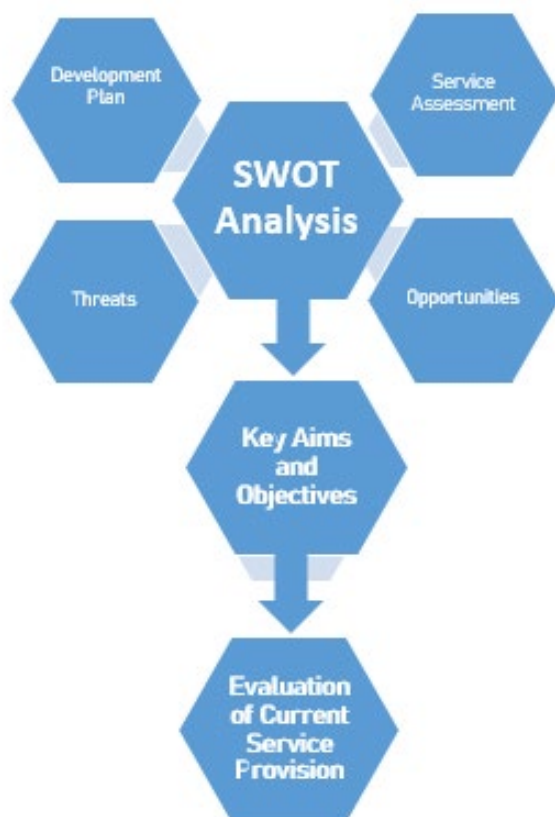 Development
Plan
Service
Assessment
SWOT
Analysis
Threats
Opportunities
Key Aims
and
Objectives
Evaluation
of Current
Service
Provision